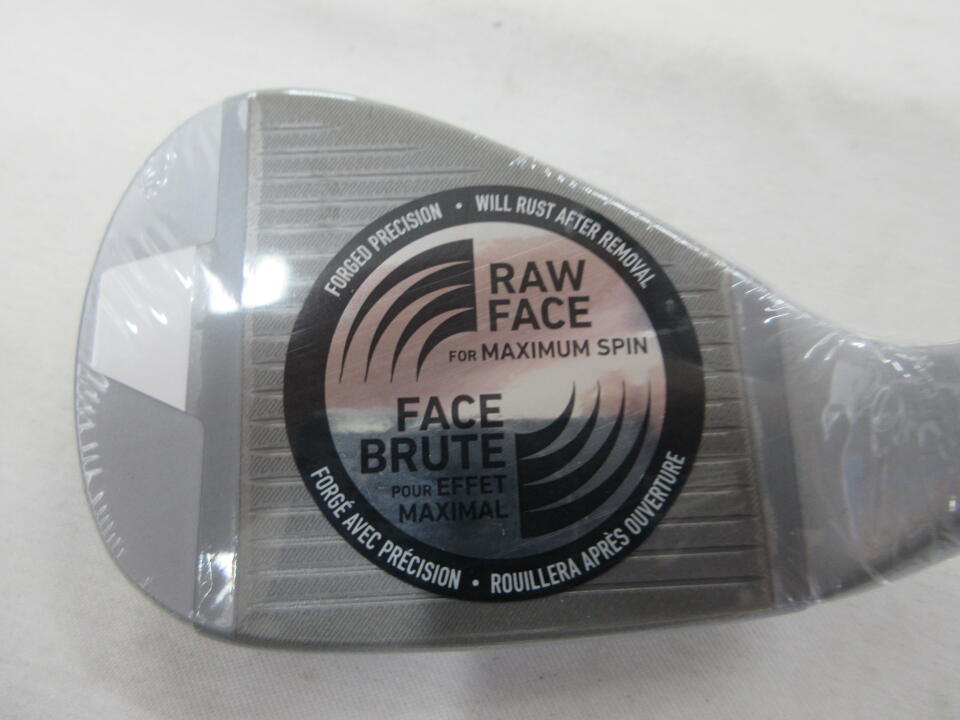 FORGED PRECISION • WILL RUST AFTER REMOVAL
RAW
FACE
FOR MAXIMUM SPIN
FACE
BRUTE
POUR EFFET
MAXIMAL
FORGÉ AVEC PRÉCISION • ROUILLERA APRÈS OUVERTURE